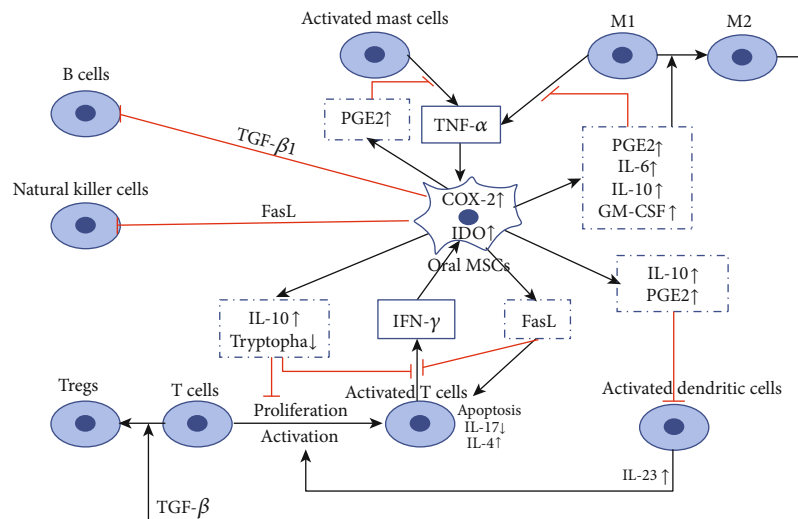 Activated mast cells
M1
M2
B cells
PGE2↑
TNF-α
TGF-β1
PGE2↑
IL-6↑
IL-10↑
GM-CSF↑
Natural killer cells
FasL
COX-2↑
IDO↑
Oral MSCs
IL-10↑
PGE2↑
IL-10↑
Tryptopha↓
IFN-γ
FasL
Tregs
T cells
Activated T cells
Activated dendritic cells
Proliferation
Activation
Apoptosis
IL-17↓
IL-4↑
IL-23↑
TGF-β